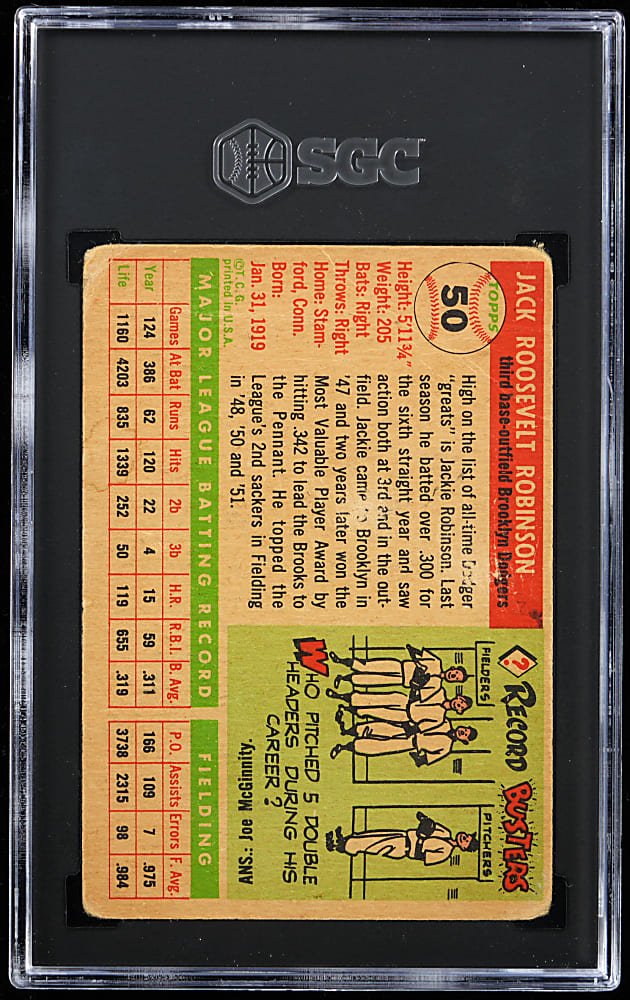 SGC
JACK ROOSEVELT ROBINSON
third base-outfield Brooklyn Dodgers
TOPPS
50
Height: 5'11¾"
Weight: 205
Bats: Right
Throws: Right
Home: Stam-
ford, Conn.
Born:
Jan. 31, 1919
©T.C.G.
printed in U.S.A.
High on the list of all-time Dodger
"greats" is Jackie Robinson. Last
season he batted over .300 for
the sixth straight year and saw
action both at 3rd and in the out-
field. Jackie came to Brooklyn in
'47 and two years later won the
Most Valuable Player Award by
hitting .342 to lead the Brooks to
the Pennant. He topped the
League's 2nd sackers in Fielding
in '48, '50 and '51.
? RECORD BUSTERS
FIELDERS
PITCHERS
WHO PITCHED 5 DOUBLE
HEADERS DURING HIS
CAREER?
ANS.: Joe McGinnity.
MAJOR LEAGUE BATTING RECORD FIELDING
Games At Bat Runs Hits 2b 3b H.R. R.B.I. B. Avg. P.O. Assists Errors F. Avg.
Year 124 386 62 120 22 4 15 59 .311 166 109 7 .975
Life 1160 4203 835 1339 252 50 119 655 .319 3738 2315 98 .984